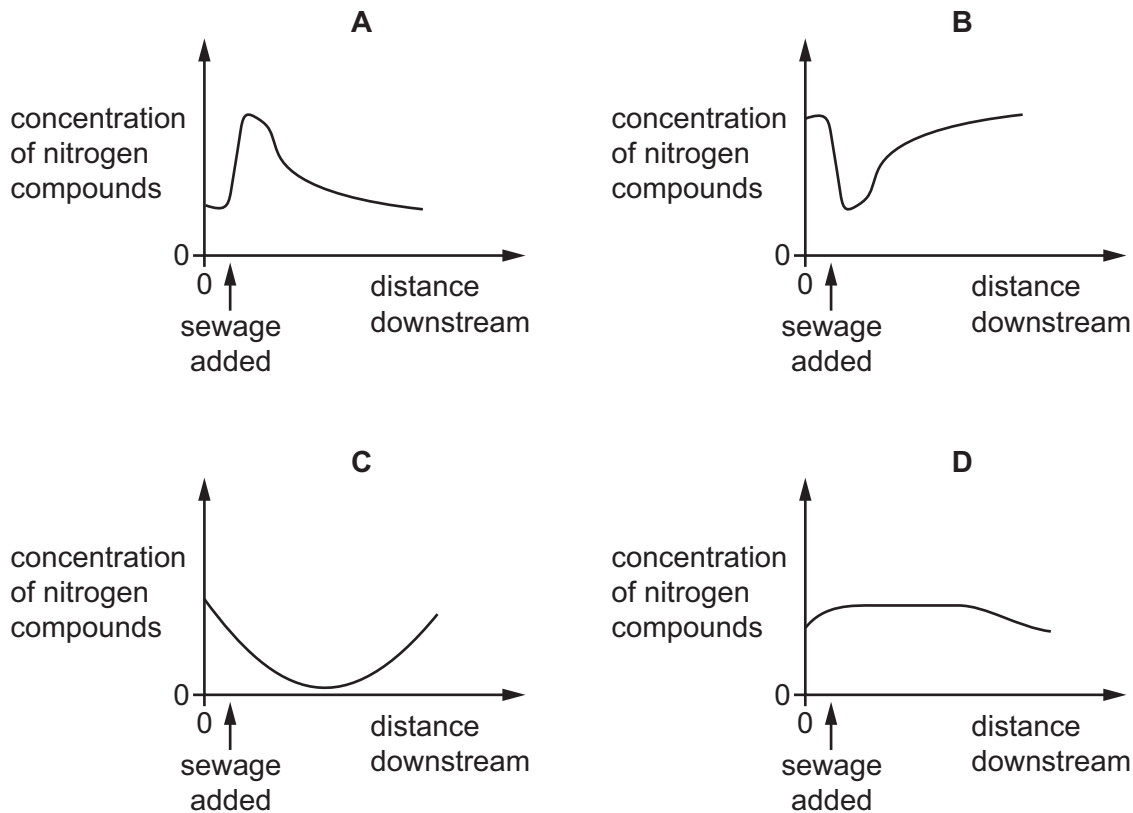 A
concentration
of nitrogen
compounds
0
0
distance
downstream
sewage
added
B
concentration
of nitrogen
compounds
0
0
distance
downstream
sewage
added
C
concentration
of nitrogen
compounds
0
0
distance
downstream
sewage
added
D
concentration
of nitrogen
compounds
0
0
distance
downstream
sewage
added